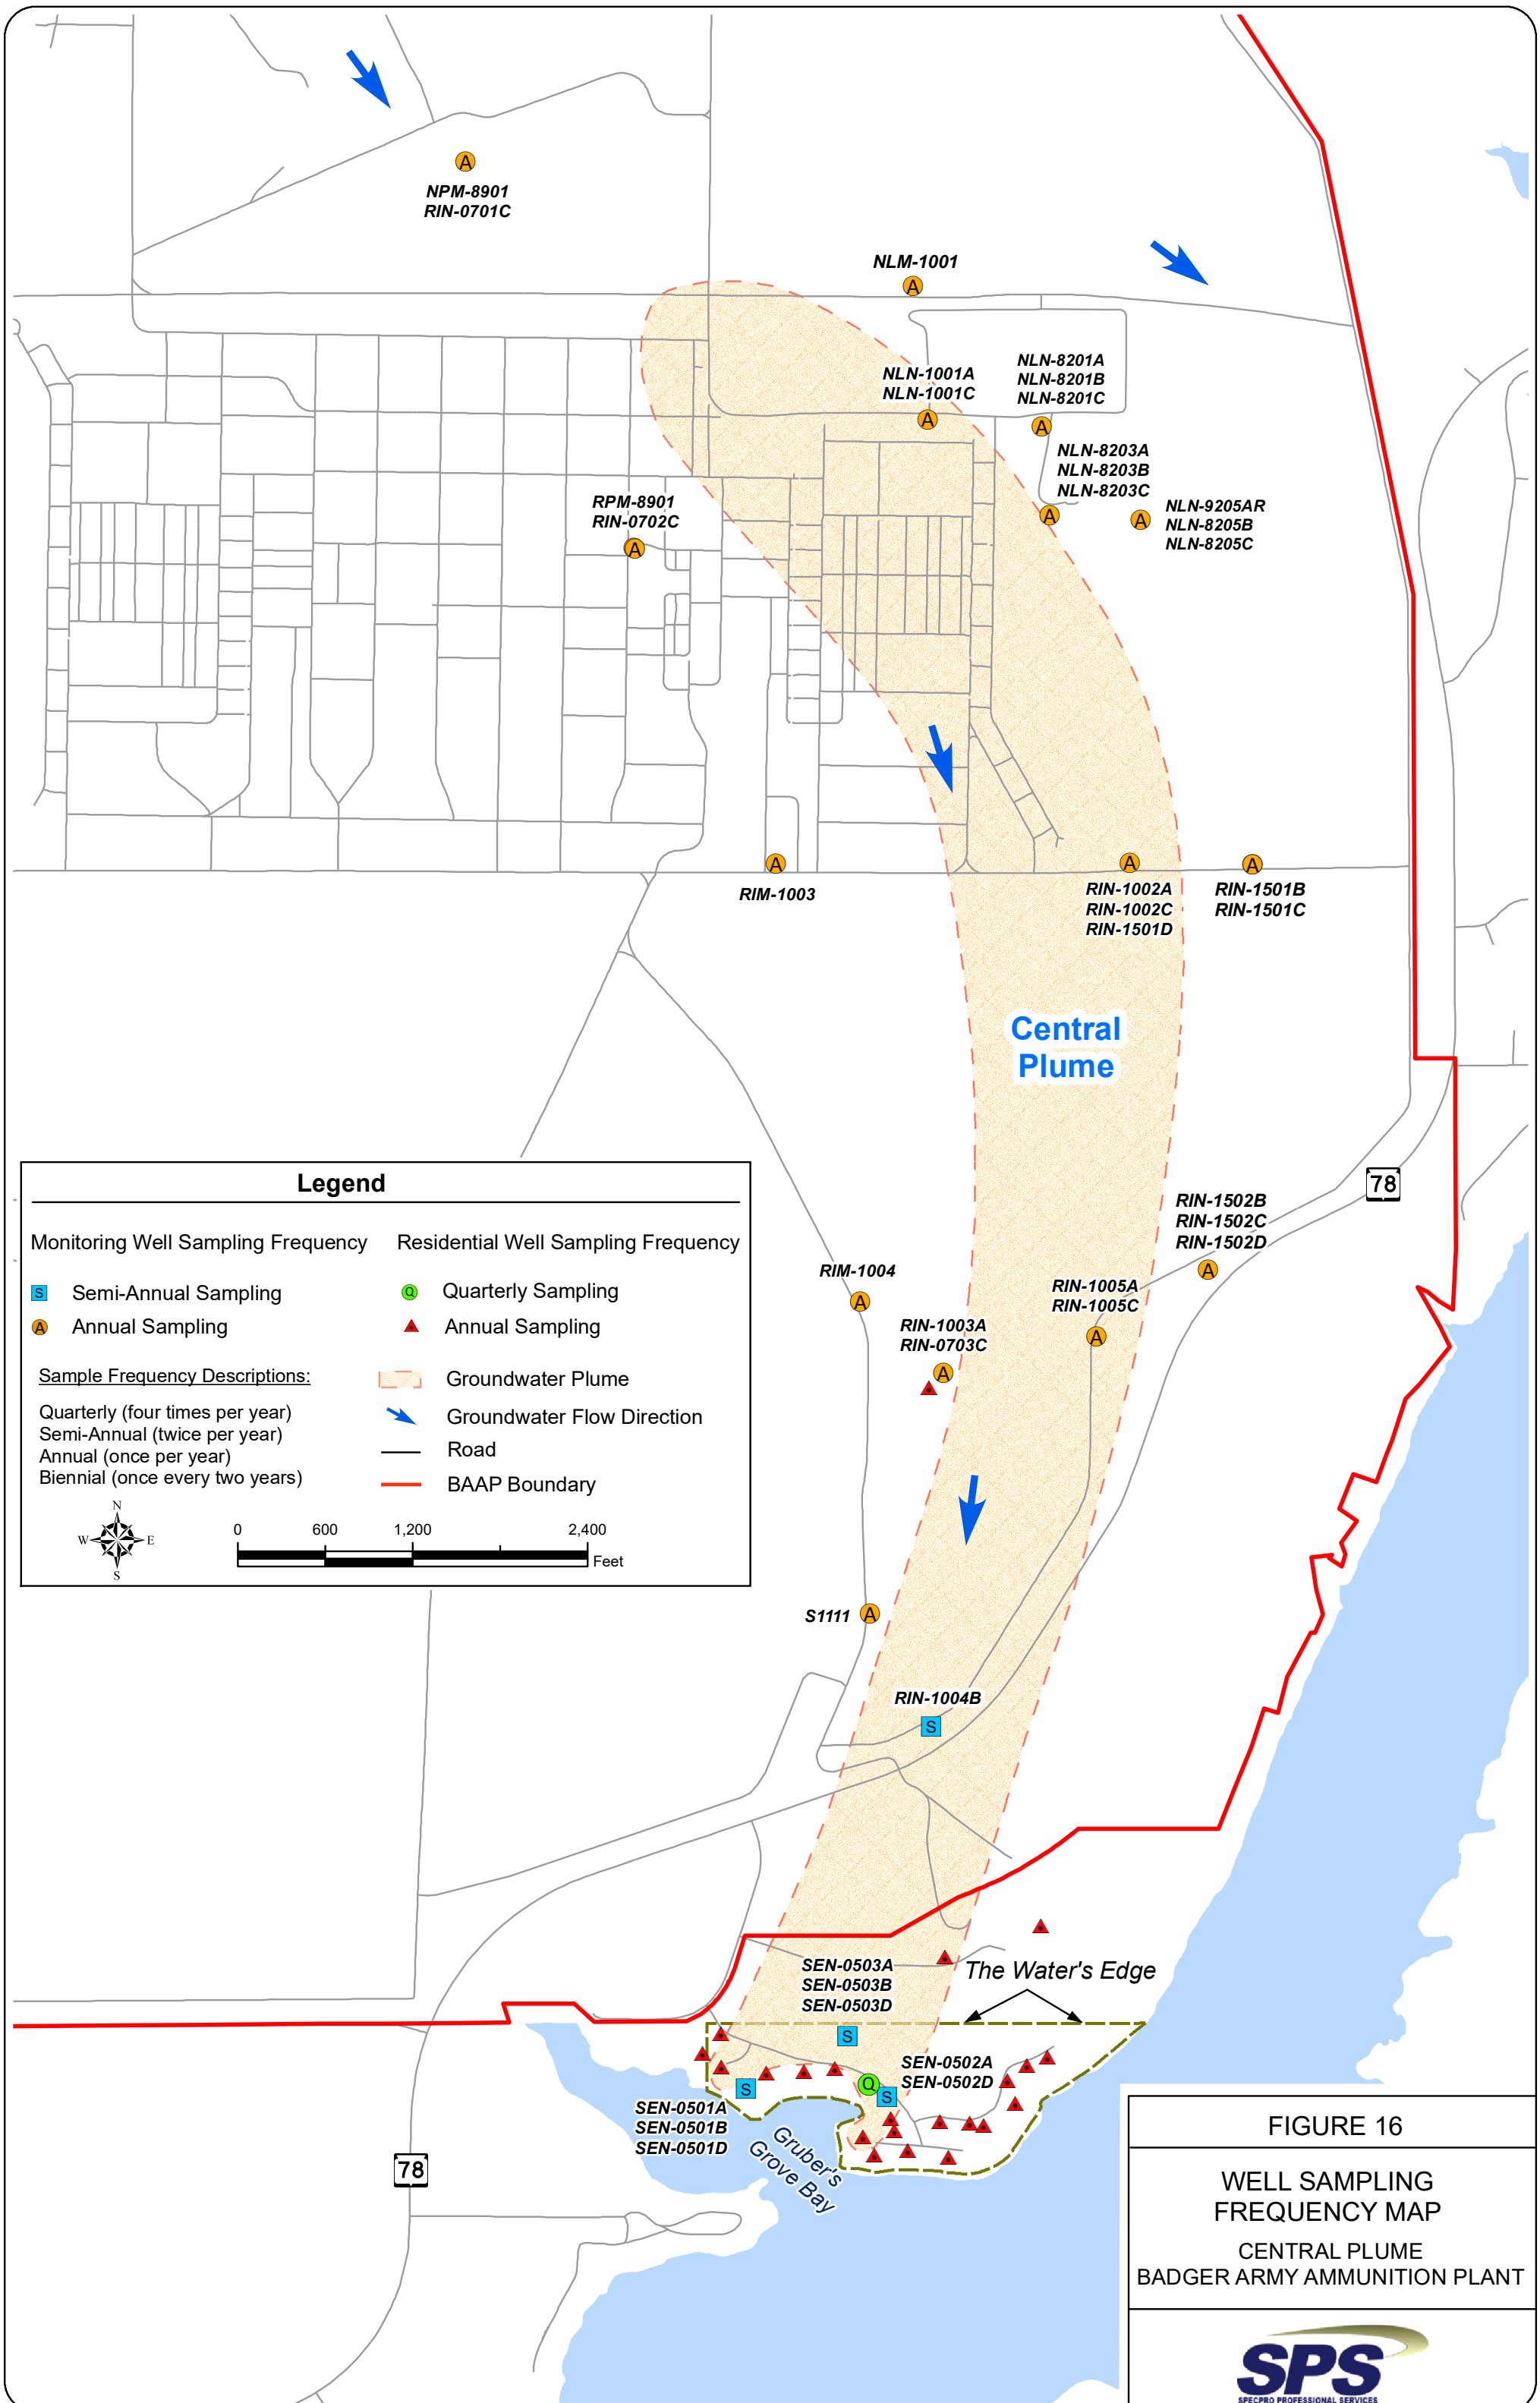 A
NPM-8901
RIN-0701C
NLM-1001
A
NLN-1001A
NLN-1001C
A
NLN-8201A
NLN-8201B
NLN-8201C
A
NLN-8203A
NLN-8203B
NLN-8203C
A
A
NLN-9205AR
NLN-8205B
NLN-8205C
RPM-8901
RIN-0702C
A
A
RIM-1003
A
RIN-1002A
RIN-1002C
RIN-1501D
A
RIN-1501B
RIN-1501C
Central
Plume
78
RIN-1502B
RIN-1502C
RIN-1502D
A
RIM-1004
A
RIN-1005A
RIN-1005C
A
RIN-1003A
RIN-0703C
A
S1111 A
RIN-1004B
S
Legend
Monitoring Well Sampling Frequency
S Semi-Annual Sampling
A Annual Sampling
Residential Well Sampling Frequency
Q Quarterly Sampling
Annual Sampling
Sample Frequency Descriptions:
Quarterly (four times per year)
Semi-Annual (twice per year)
Annual (once per year)
Biennial (once every two years)
Groundwater Plume
Groundwater Flow Direction
Road
BAAP Boundary
N
W E
S
0 600 1,200 2,400
Feet
SEN-0503A
SEN-0503B
SEN-0503D
S
The Water's Edge
SEN-0502A
SEN-0502D
Q
S
S
SEN-0501A
SEN-0501B
SEN-0501D
Gruber's
Grove Bay
78
FIGURE 16
WELL SAMPLING
FREQUENCY MAP
CENTRAL PLUME
BADGER ARMY AMMUNITION PLANT
SPS
SPECPRO PROFESSIONAL SERVICES